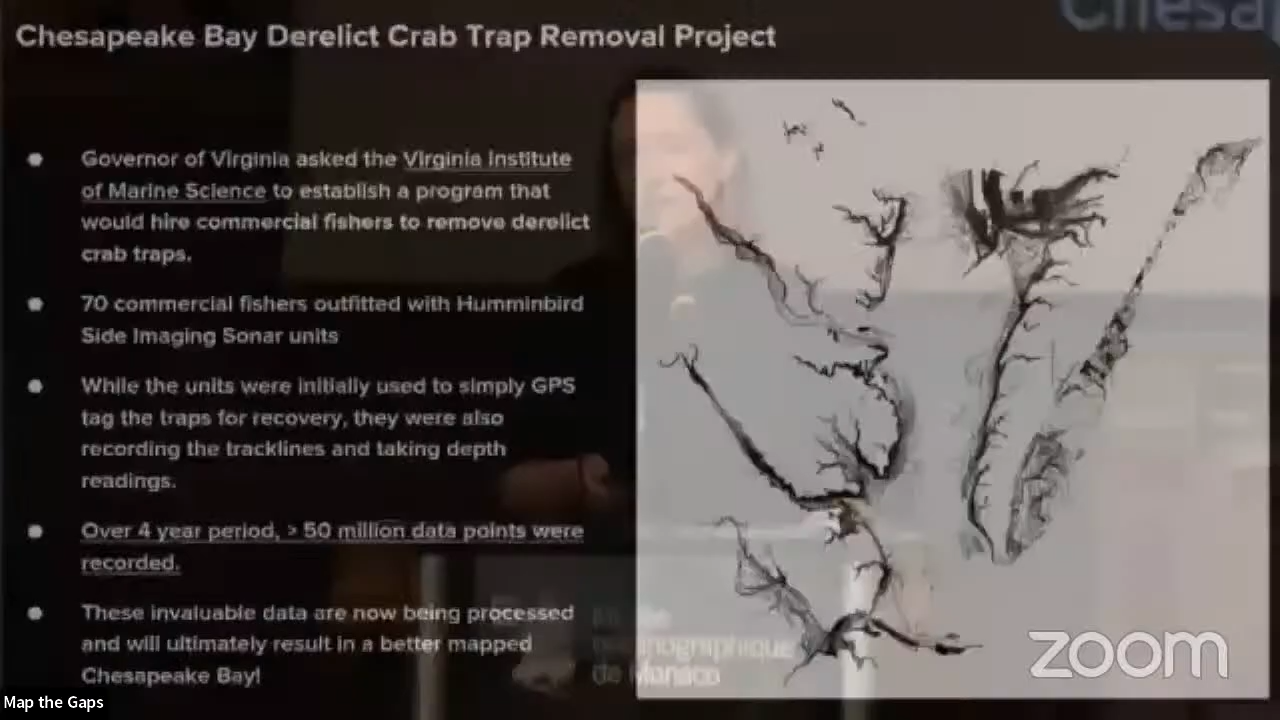 Chesapeake Bay Derelict Crab Trap Removal Project
Chesap
Governor of Virginia asked the Virginia Institute
of Marine Science to establish a program that
would hire commercial fishers to remove derelict
crab traps.
70 commercial fishers outfitted with Humminbird
Side Imaging Sonar units
While the units were initially used to simply GPS
tag the traps for recovery, they were also
recording the tracklines and taking depth
readings.
Over 4 year period, > 50 million data points were
recorded.
These invaluable data are now being processed
and will ultimately result in a better mapped
Chesapeake Bay!
de Monaco
zoom
Map the Gaps